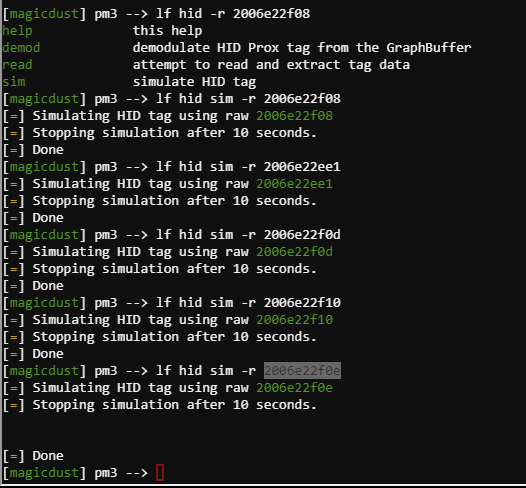 [magicdust] pm3 --> lf hid -r 2006e22f08
help this help
demod demodulate HID Prox tag from the GraphBuffer
read attempt to read and extract tag data
sim simulate HID tag
[magicdust] pm3 --> lf hid sim -r 2006e22f08
[=] Simulating HID tag using raw 2006e22f08
[=] Stopping simulation after 10 seconds.
[=] Done
[magicdust] pm3 --> lf hid sim -r 2006e22ee1
[=] Simulating HID tag using raw 2006e22ee1
[=] Stopping simulation after 10 seconds.
[=] Done
[magicdust] pm3 --> lf hid sim -r 2006e22f0d
[=] Simulating HID tag using raw 2006e22f0d
[=] Stopping simulation after 10 seconds.
[=] Done
[magicdust] pm3 --> lf hid sim -r 2006e22f10
[=] Simulating HID tag using raw 2006e22f10
[=] Stopping simulation after 10 seconds.
[=] Done
[magicdust] pm3 --> lf hid sim -r 2006e22f0e
[=] Simulating HID tag using raw 2006e22f0e
[=] Stopping simulation after 10 seconds.
[=] Done
[magicdust] pm3 -->